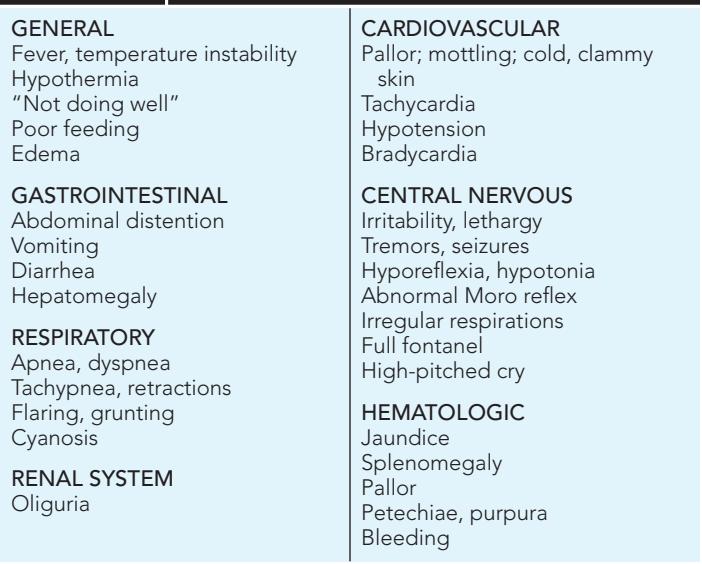 GENERAL
Fever, temperature instability
Hypothermia
“Not doing well”
Poor feeding
Edema
GASTROINTESTINAL
Abdominal distention
Vomiting
Diarrhea
Hepatomegaly
RESPIRATORY
Apnea, dyspnea
Tachypnea, retractions
Flaring, grunting
Cyanosis
RENAL SYSTEM
Oliguria
CARDIOVASCULAR
Pallor; mottling; cold, clammy
skin
Tachycardia
Hypotension
Bradycardia
CENTRAL NERVOUS
Irritability, lethargy
Tremors, seizures
Hyporeflexia, hypotonia
Abnormal Moro reflex
Irregular respirations
Full fontanel
High-pitched cry
HEMATOLOGIC
Jaundice
Splenomegaly
Pallor
Petechiae, purpura
Bleeding